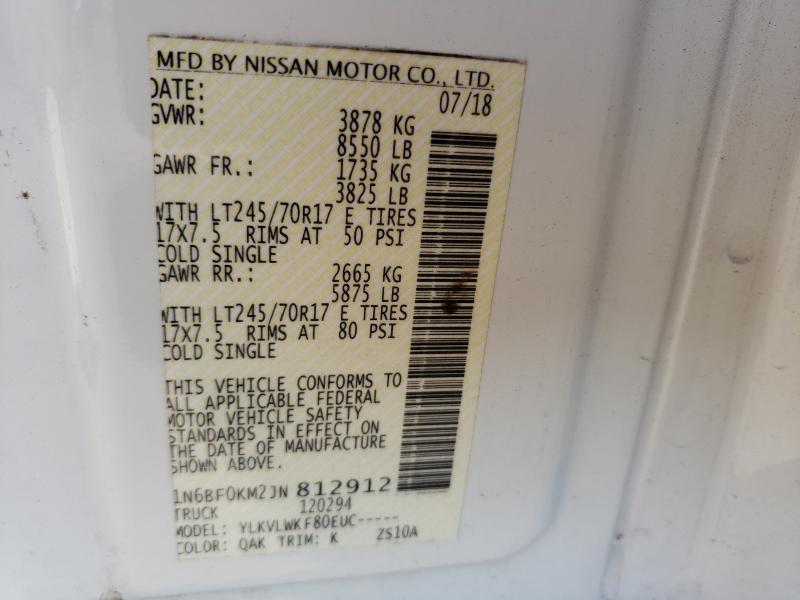 MFD BY NISSAN MOTOR CO., LTD.
DATE: 07/18
GVWR: 3878 KG
8550 LB
GAWR FR.: 1735 KG
3825 LB
WITH LT245/70R17 E TIRES
17X7.5 RIMS AT 50 PSI
COLD SINGLE
GAWR RR.: 2665 KG
5875 LB
WITH LT245/70R17 E TIRES
17X7.5 RIMS AT 80 PSI
COLD SINGLE
THIS VEHICLE CONFORMS TO
ALL APPLICABLE FEDERAL
MOTOR VEHICLE SAFETY
STANDARDS IN EFFECT ON
THE DATE OF MANUFACTURE
SHOWN ABOVE.
1N6BF0KM2JN 812912
TRUCK 120294
MODEL: YLKVLWKF80EUC-----
COLOR: QAK TRIM: K ZS10A